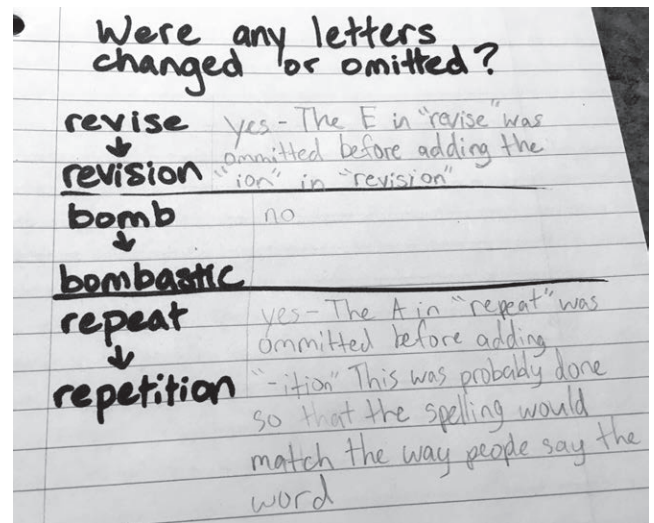 Were any letters
changed or omitted?
revise yes - The E in "revise" was
ommitted before adding the
revision "ion" in "revision"
bomb no
bombastic
repeat yes - The A in "repeat" was
ommitted before adding
repetition "-ition" This was probably done
so that the spelling would
match the way people say the
word